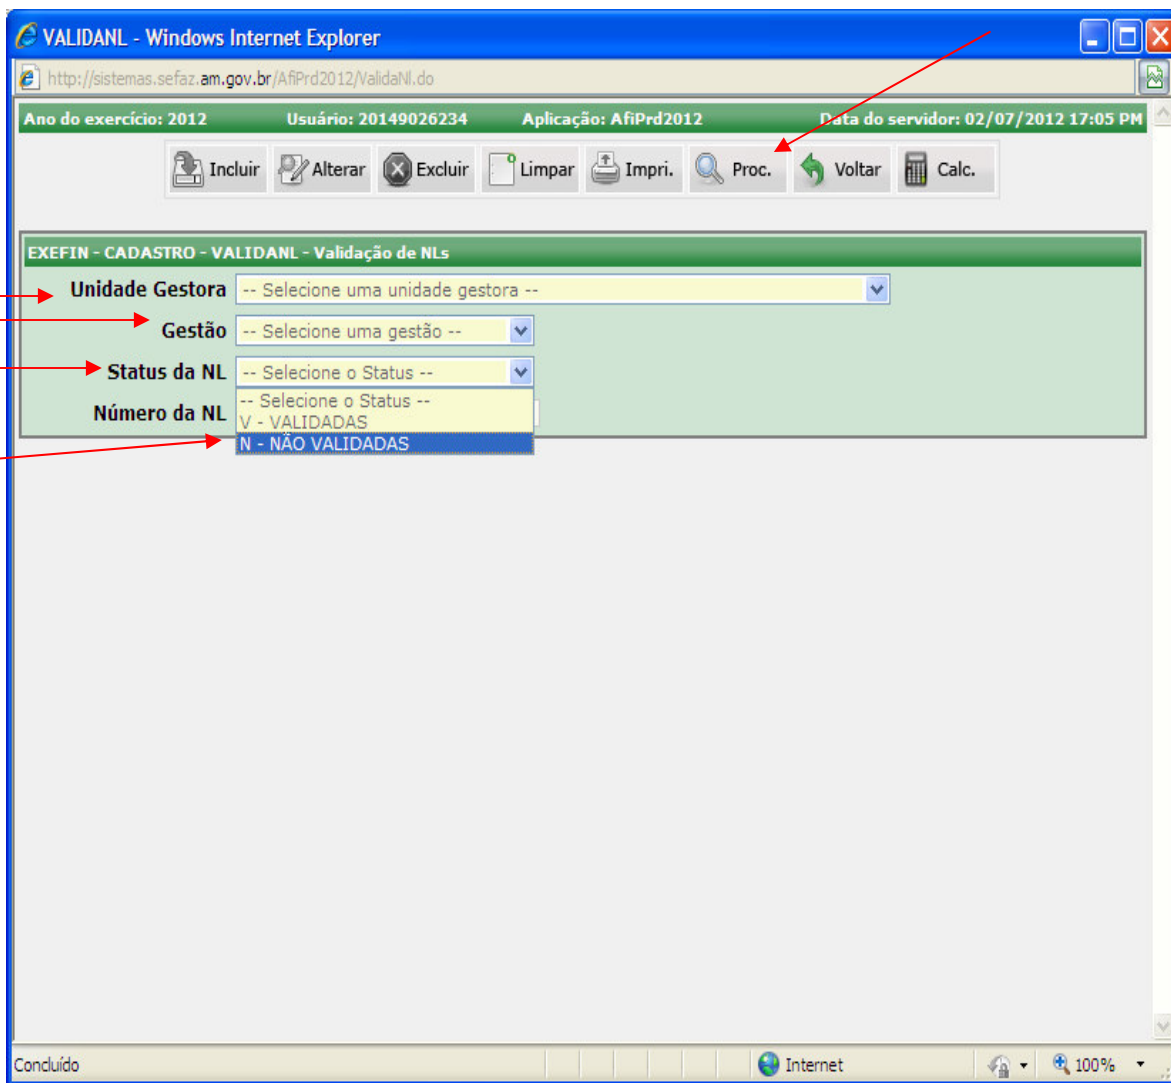 VALIDANL - Windows Internet Explorer
http://sistemas.sefaz.am.gov.br/AfiPrd2012/ValidaNl.do
Ano do exercício: 2012 Usuário: 20149026234 Aplicação: AfiPrd2012 Data do servidor: 02/07/2012 17:05 PM
Incluir Alterar Excluir Limpar Impri. Proc. Voltar Calc.
EXEFIN - CADASTRO - VALIDANL - Validação de NLs
Unidade Gestora -- Selecione uma unidade gestora --
Gestão -- Selecione uma gestão --
Status da NL -- Selecione o Status --
Número da NL
-- Selecione o Status --
V - VALIDADAS
N - NÃO VALIDADAS
Concluído Internet 100%